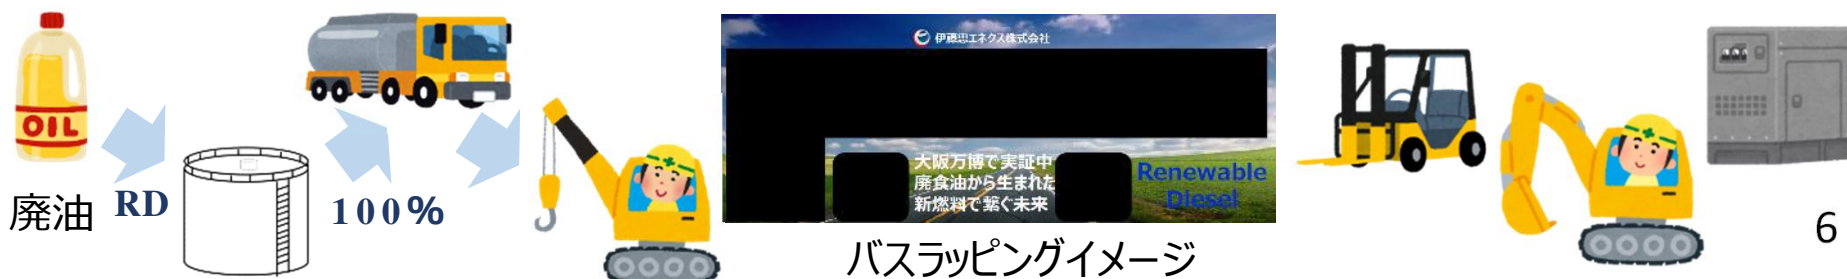 OIL
廃油
RD
100%
伊藤忠エネクス株式会社
大阪万博で実証中
廃食油から生まれた
新燃料で繋ぐ未来
Renewable
Diesel
バスラッピングイメージ
6